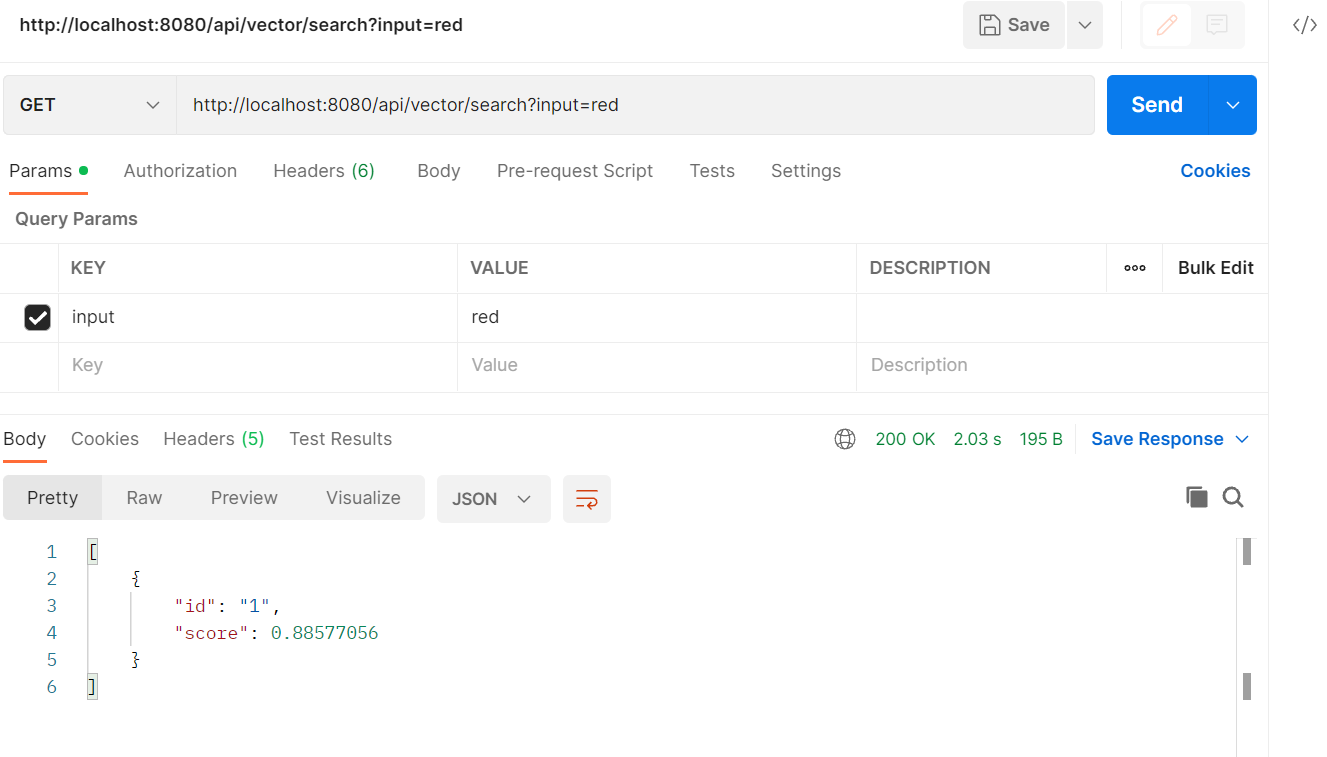 http://localhost:8080/api/vector/search?input=red
Save
</>
GET
http://localhost:8080/api/vector/search?input=red
Send
Params
Authorization
Headers (6)
Body
Pre-request Script
Tests
Settings
Cookies
Query Params
KEY
VALUE
DESCRIPTION
Bulk Edit
input
red
Key
Value
Description
Body
Cookies
Headers (5)
Test Results
200 OK
2.03 s
195 B
Save Response
Pretty
Raw
Preview
Visualize
JSON
1 [
2 {
3 "id": "1",
4 "score": 0.88577056
5 }
6 ]